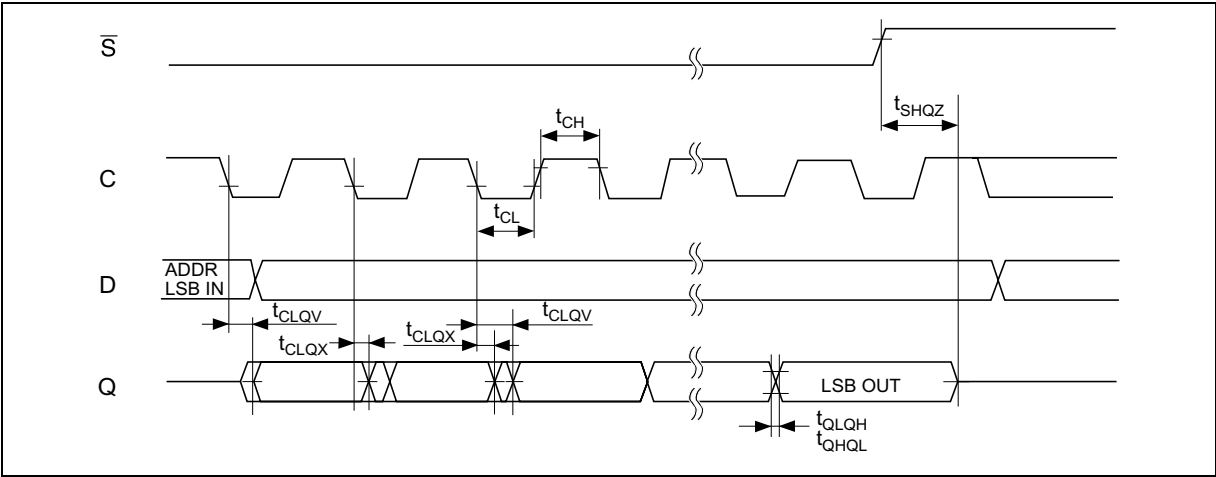 S̅
tSHQZ
tCH
C
tCL
ADDR
LSB IN
D
tCLQV
tCLQV
tCLQX
tCLQX
Q
LSB OUT
tQLQH
tQHQL